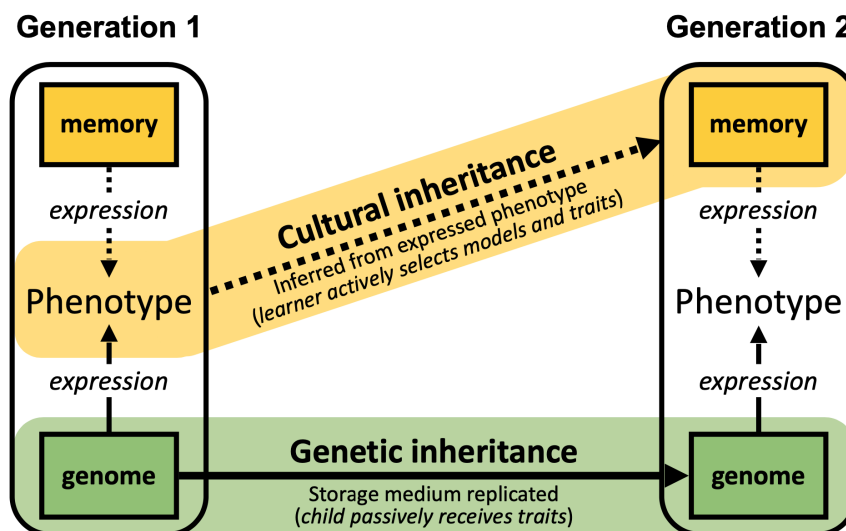 Generation 1
Generation 2
memory
memory
expression
expression
Cultural inheritance
Inferred from expressed phenotype
(learner actively selects models and traits)
Phenotype
Phenotype
expression
expression
Genetic inheritance
genome
genome
Storage medium replicated
(child passively receives traits)